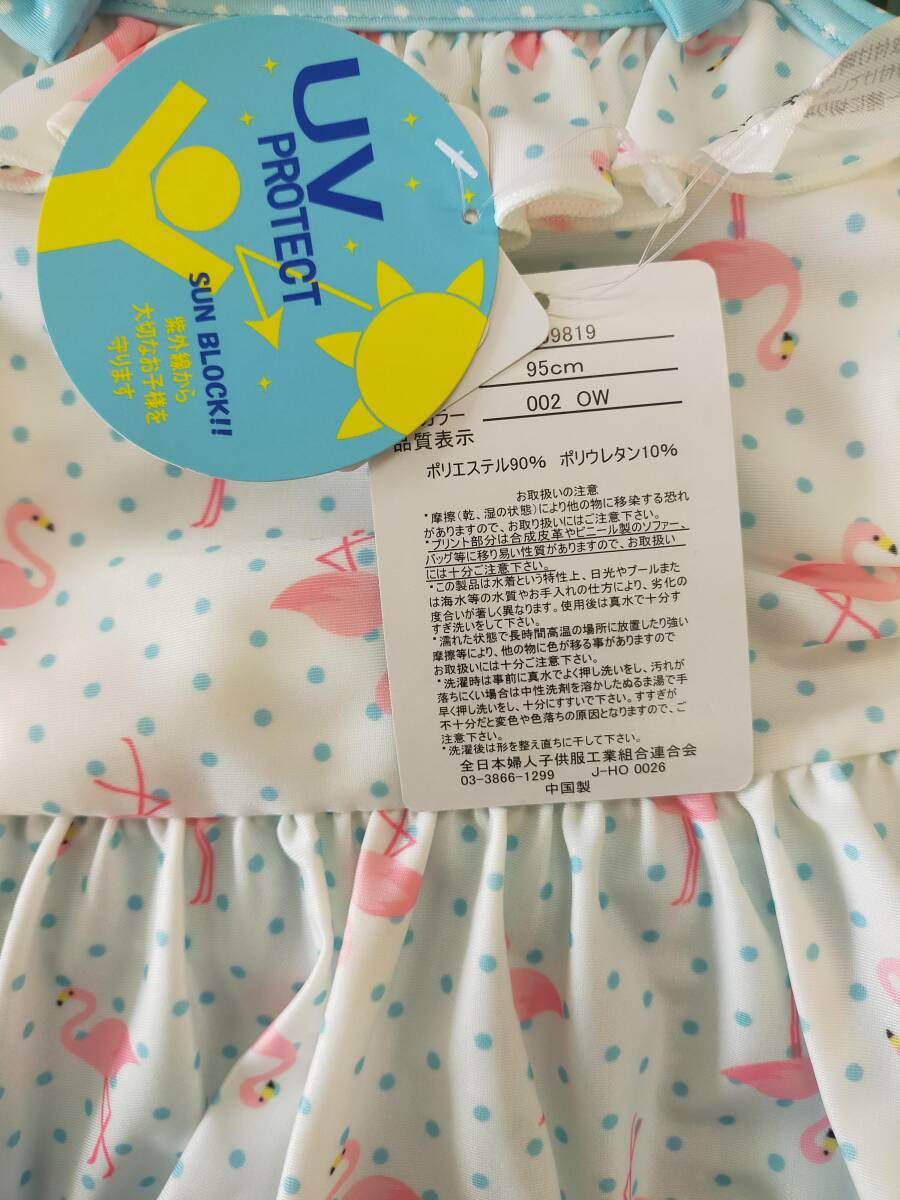 UV
PROTECT
SUN BLOCK!!
紫外線から
大切なお子様を
守ります
9819
95cm
カラー 002 OW
品質表示
ポリエステル90% ポリウレタン10%
お取扱いの注意
・摩擦(乾、湿の状態)により他の物に移染する恐れ
がありますので、お取り扱いにはご注意下さい。
・プリント部分は合成皮革やビニール製のソファー、
バッグ等に移り易い性質がありますので、お取扱い
には十分ご注意下さい。
・この製品は水着という特性上、日光やプールまた
は海水等の水質やお手入れの仕方により、劣化の
度合いが著しく異なります。使用後は真水で十分す
すぎ洗いをして下さい。
・濡れた状態で長時間高温の場所に放置したり強い
摩擦等により、他の物に色が移る事がありますので
お取扱いには十分ご注意下さい。
・洗濯時は事前に真水でよく押し洗いをし、汚れが
落ちにくい場合は中性洗剤を溶かしたぬるま湯で手
早く押し洗いをし、十分にすすいで下さい。すすぎが
不十分だと変色や色落ちの原因となりますので、ご
注意下さい。
・洗濯後は形を整え直ちに干して下さい。
全日本婦人子供服工業組合連合会
03-3866-1299 J-HO 0026
中国製